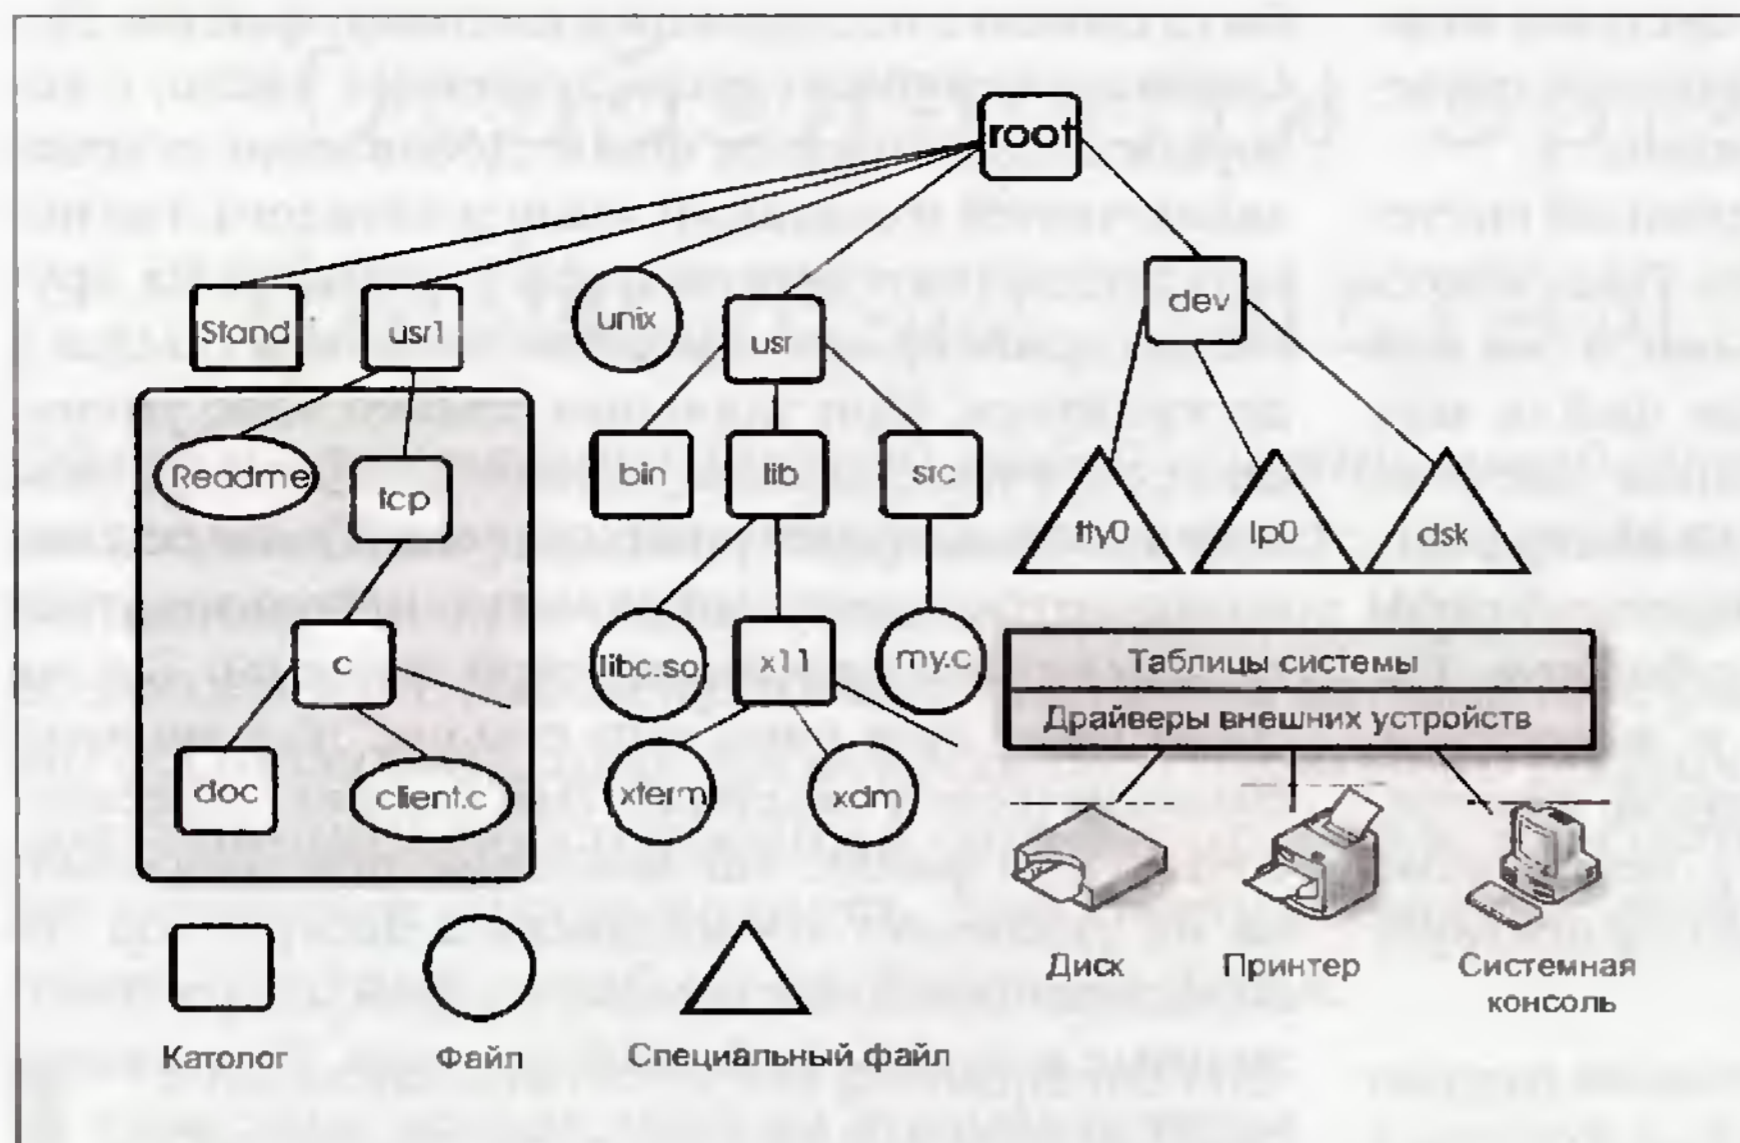 root
Stand
usr1
unix
usr
dev
Readme
tcp
bin
lib
src
tty0
lp0
dsk
c
libc.so
x11
my.c
Таблицы системы
Драйверы внешних устройств
doc
client.c
xterm
xdm
Диск
Принтер
Системная
консоль
Католог
Файл
Специальный файл